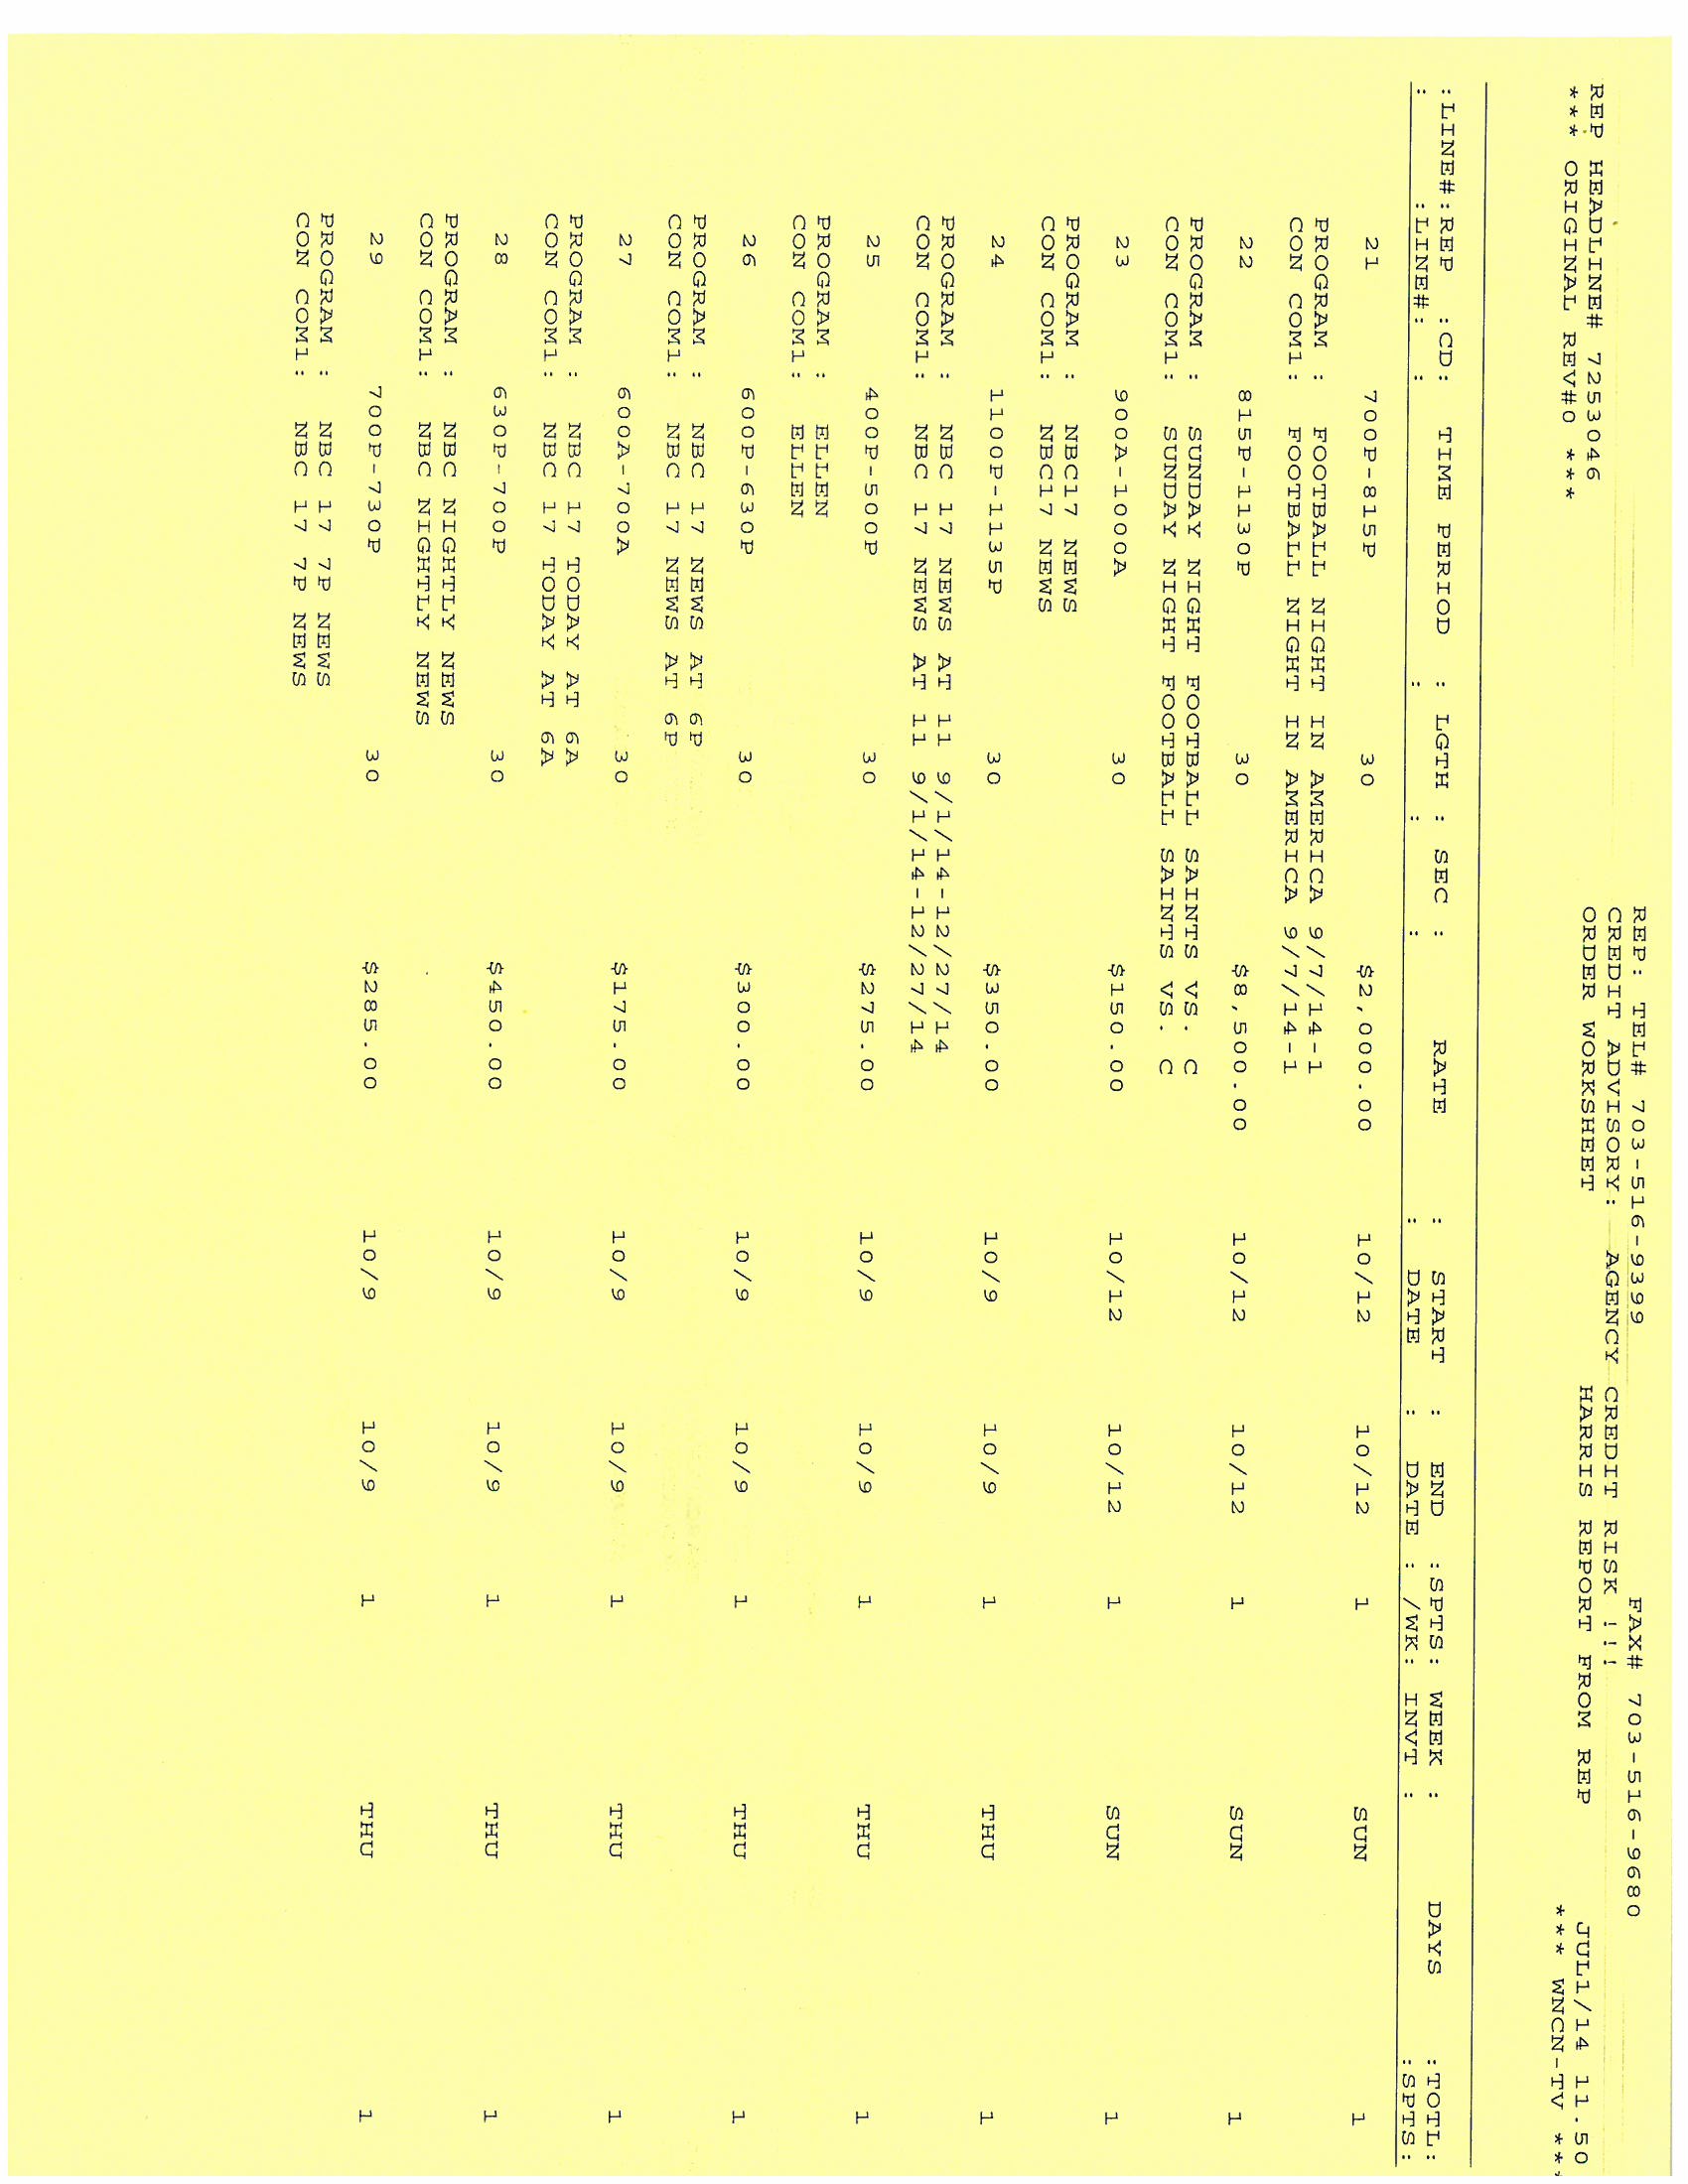 REP: TEL# 703-516-9399 FAX# 703-516-9680
CREDIT ADVISORY: AGENCY CREDIT RISK !!!
REP HEADLINE# 7253046 ORDER WORKSHEET HARRIS REPORT FROM REP JUL1/14 11.50
*** ORIGINAL REV#0 *** *** WNCN-TV ***
:LINE#:REP :CD: TIME PERIOD : LGTH : SEC : RATE : START : END :SPTS: WEEK : DAYS :TOTL:
: :LINE#: : : : : DATE : DATE : /WK: INVT : :SPTS:
21 700P-815P 30 $2,000.00 10/12 10/12 1 SUN 1
PROGRAM : FOOTBALL NIGHT IN AMERICA 9/7/14-1
CON COM1: FOOTBALL NIGHT IN AMERICA 9/7/14-1
22 815P-1130P 30 $8,500.00 10/12 10/12 1 SUN 1
PROGRAM : SUNDAY NIGHT FOOTBALL SAINTS VS. C
CON COM1: SUNDAY NIGHT FOOTBALL SAINTS VS. C
23 900A-1000A 30 $150.00 10/12 10/12 1 SUN 1
PROGRAM : NBC17 NEWS
CON COM1: NBC17 NEWS
24 1100P-1135P 30 $350.00 10/9 10/9 1 THU 1
PROGRAM : NBC 17 NEWS AT 11 9/1/14-12/27/14
CON COM1: NBC 17 NEWS AT 11 9/1/14-12/27/14
25 400P-500P 30 $275.00 10/9 10/9 1 THU 1
PROGRAM : ELLEN
CON COM1: ELLEN
26 600P-630P 30 $300.00 10/9 10/9 1 THU 1
PROGRAM : NBC 17 NEWS AT 6P
CON COM1: NBC 17 NEWS AT 6P
27 600A-700A 30 $175.00 10/9 10/9 1 THU 1
PROGRAM : NBC 17 TODAY AT 6A
CON COM1: NBC 17 TODAY AT 6A
28 630P-700P 30 $450.00 10/9 10/9 1 THU 1
PROGRAM : NBC NIGHTLY NEWS
CON COM1: NBC NIGHTLY NEWS
29 700P-730P 30 $285.00 10/9 10/9 1 THU 1
PROGRAM : NBC 17 7P NEWS
CON COM1: NBC 17 7P NEWS